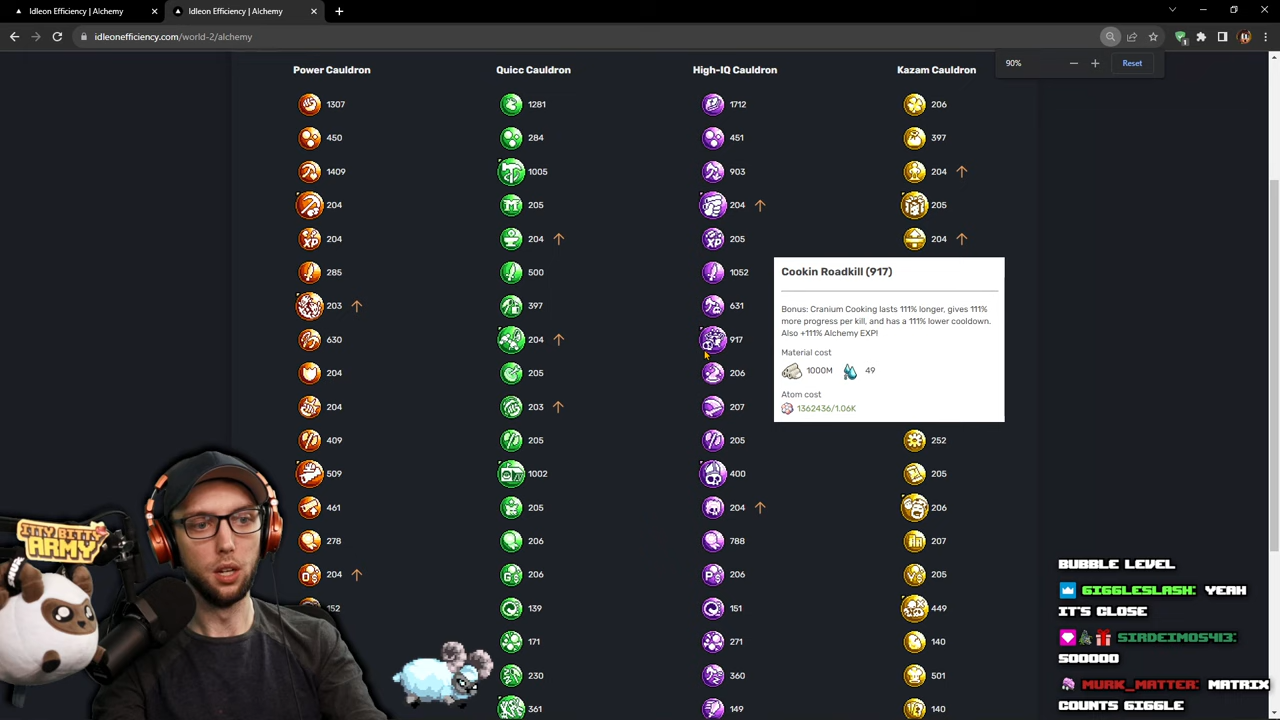 Idleon Efficiency | Alchemy
Idleon Efficiency | Alchemy
idleonefficiency.com/world-2/alchemy
90%
Reset
Power Cauldron
Quicc Cauldron
High-IQ Cauldron
Kazam Cauldron
1307
1281
1712
206
450
284
451
397
1409
1005
903
204
204
205
204
205
204
204
205
204
285
500
1052
203
397
631
630
204
917
204
205
206
204
203
207
409
205
205
252
509
1002
400
205
461
205
204
206
278
206
788
207
204
206
206
205
152
139
151
449
171
271
140
230
360
501
361
149
140
Cookin Roadkill (917)
Bonus: Cranium Cooking lasts 111% longer, gives 111%
more progress per kill, and has a 111% lower cooldown.
Also +111% Alchemy EXP!
Material cost
1000M
49
Atom cost
1362436/1.06K
ITTY BITTY
ARMY
BUBBLE LEVEL
GIGGLESLASH: YEAH
IT'S CLOSE
SIRDEIMOS413:
SOOOOO
MURK_MATTER: MATRIX
COUNTS GIGGLE